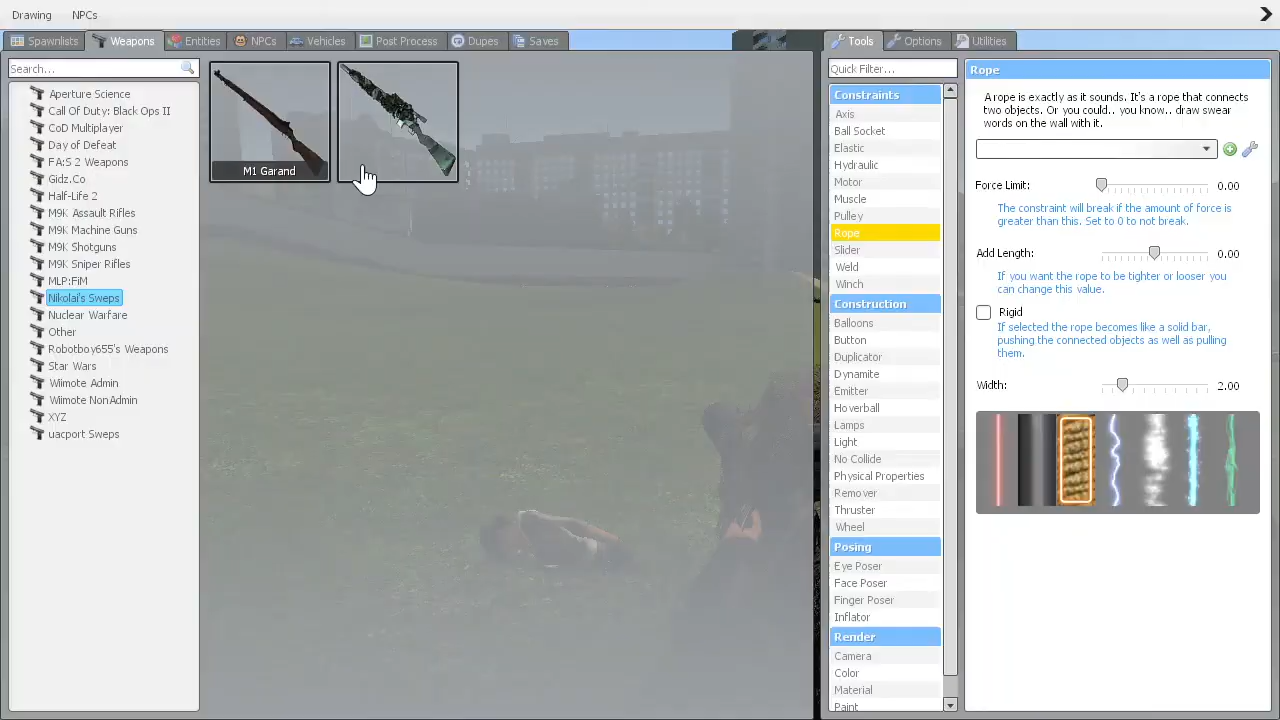 Drawing NPCs
Spawnlists Weapons Entities NPCs Vehicles Post Process Dupes Saves
Search...
Aperture Science
Call Of Duty: Black Ops II
CoD Multiplayer
Day of Defeat
FA:S 2 Weapons
Gidz.Co
Half-Life 2
M9K Assault Rifles
M9K Machine Guns
M9K Shotguns
M9K Sniper Rifles
MLP:FiM
Nikolai's Sweps
Nuclear Warfare
Other
Robotboy655's Weapons
Star Wars
Wiimote Admin
Wiimote NonAdmin
XYZ
uacport Sweps
M1 Garand
Tools Options Utilities
Quick Filter...
Constraints
Axis
Ball Socket
Elastic
Hydraulic
Motor
Muscle
Pulley
Rope
Slider
Weld
Winch
Construction
Balloons
Button
Duplicator
Dynamite
Emitter
Hoverball
Lamps
Light
No Collide
Physical Properties
Remover
Thruster
Wheel
Posing
Eye Poser
Face Poser
Finger Poser
Inflator
Render
Camera
Color
Material
Paint
Rope
A rope is exactly as it sounds. It's a rope that connects
two objects. Or you could.. you know.. draw swear
words on the wall with it.
Force Limit: 0.00
The constraint will break if the amount of force is
greater than this. Set to 0 to not break.
Add Length: 0.00
If you want the rope to be tighter or looser you
can change this value.
Rigid
If selected the rope becomes like a solid bar,
pushing the connected objects as well as pulling
them.
Width: 2.00